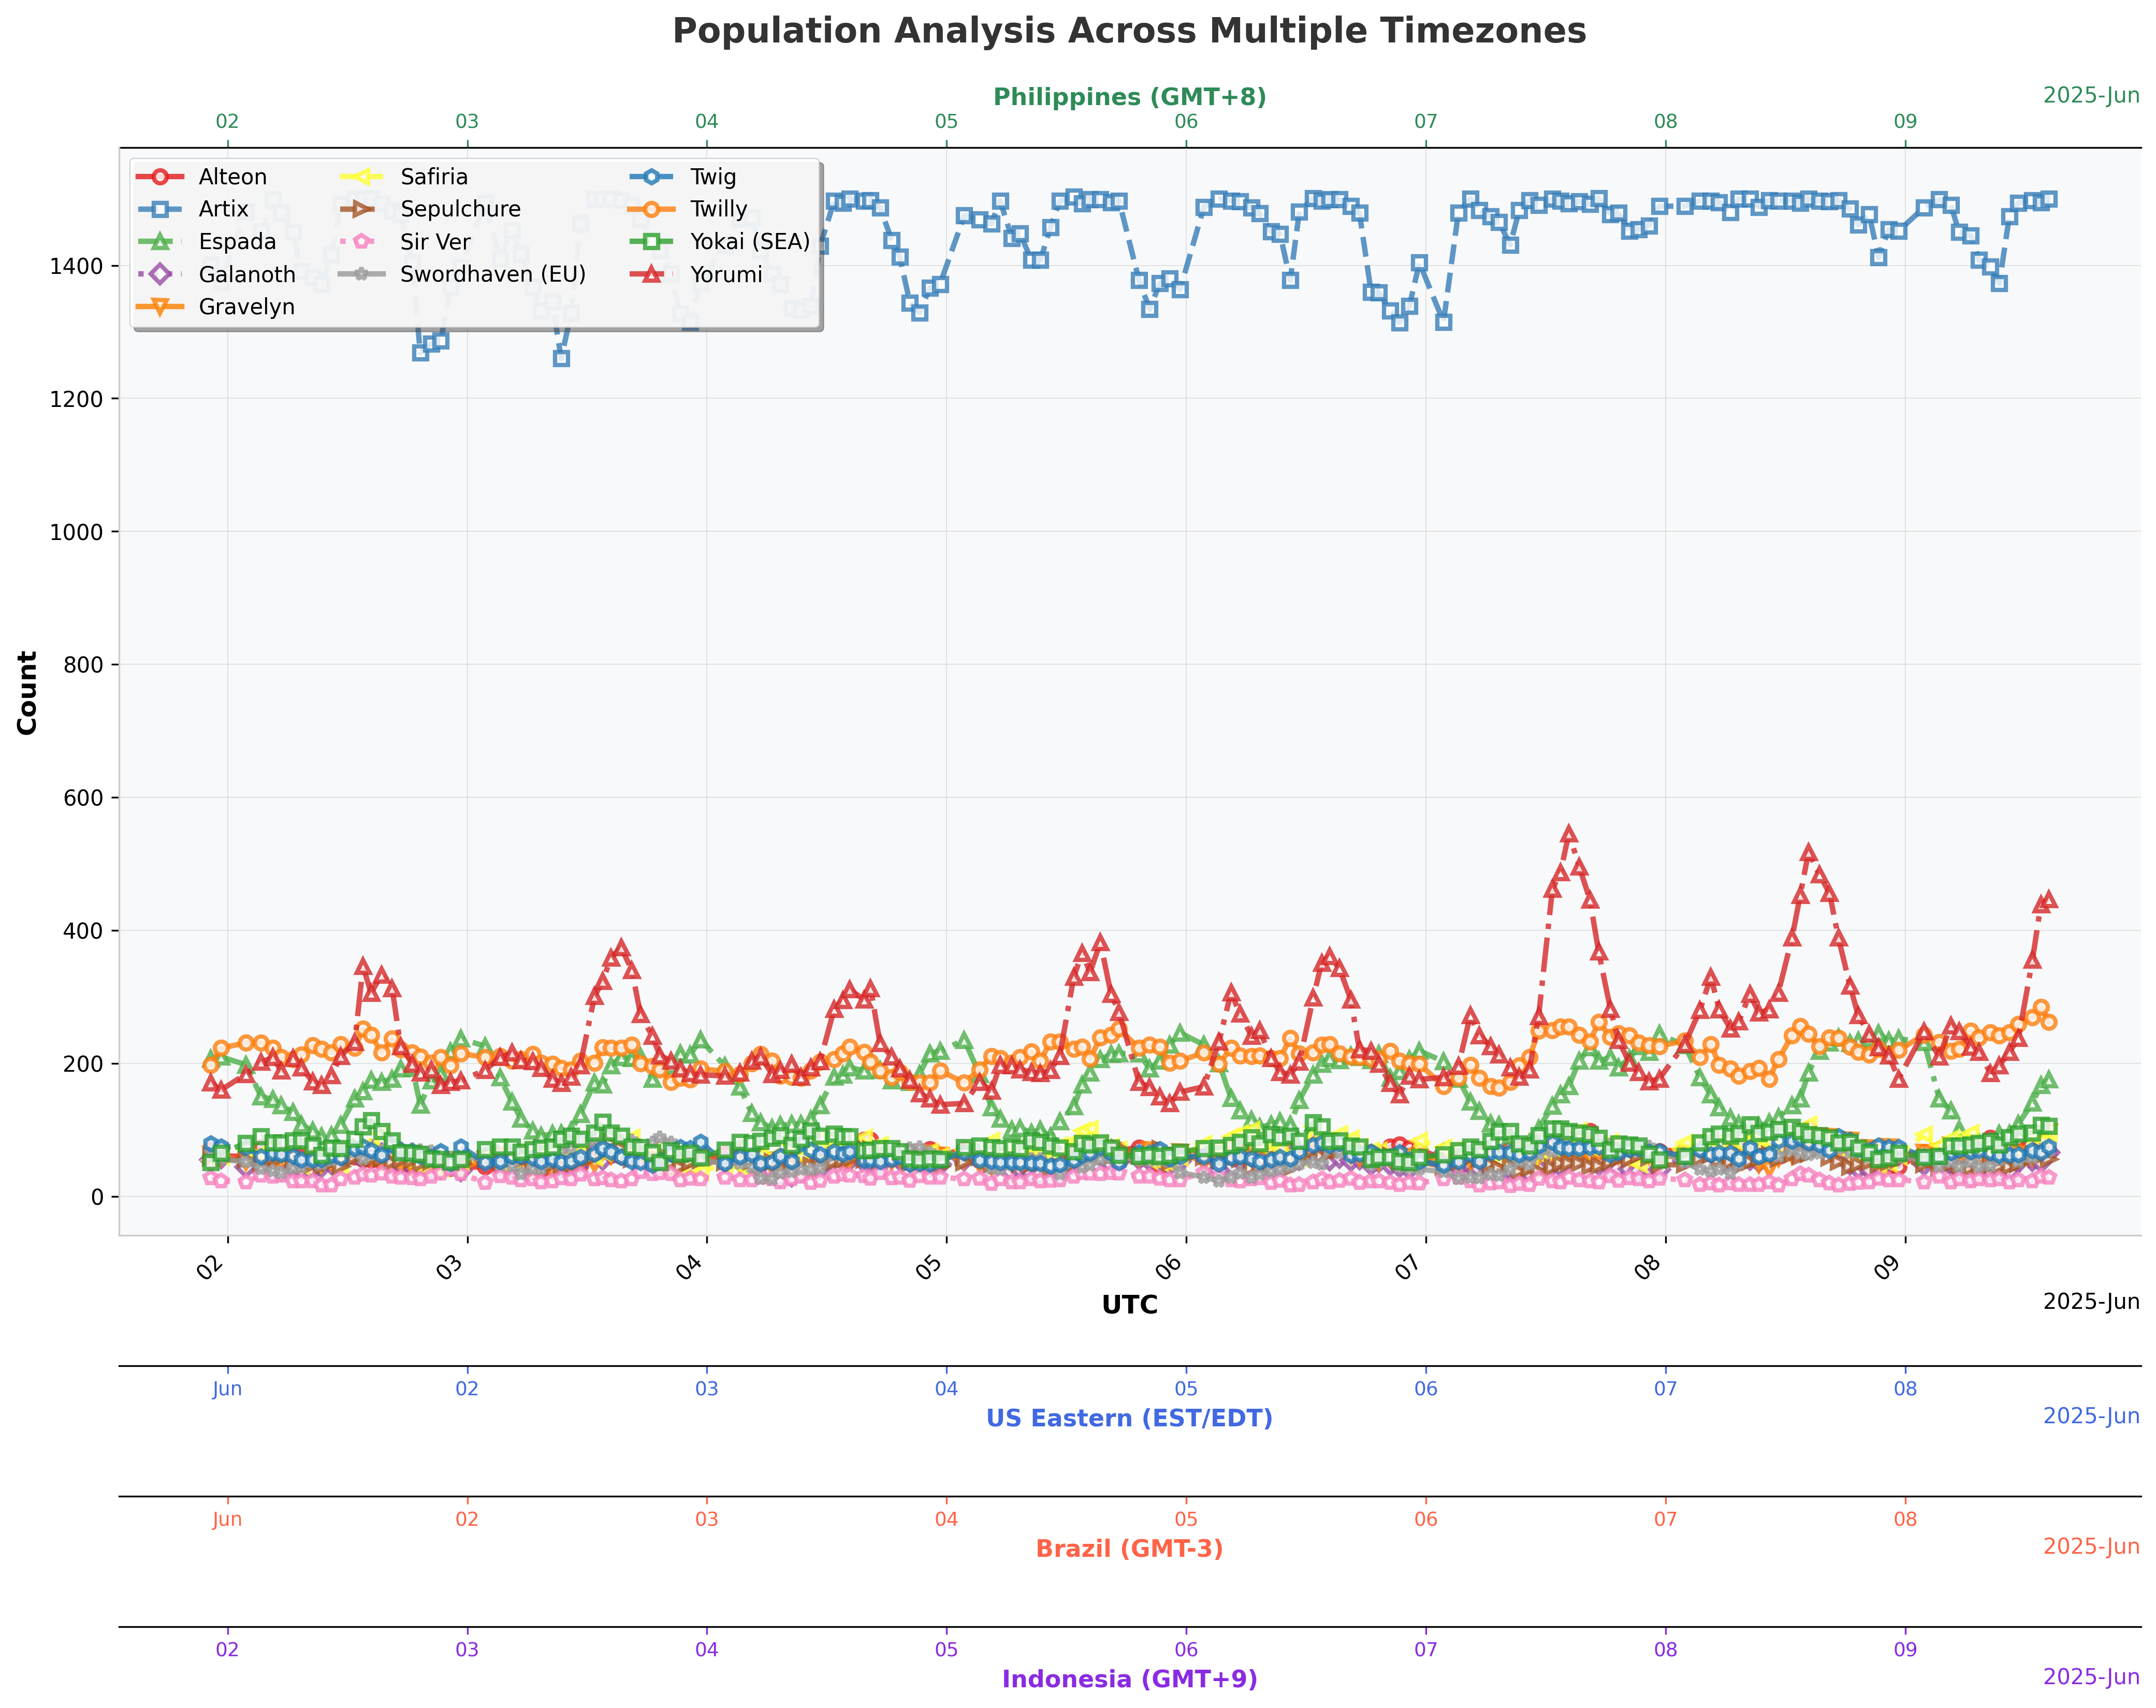 Population Analysis Across Multiple Timezones
Philippines (GMT+8)
2025-Jun
02 03 04 05 06 07 08 09
Alteon
Artix
Espada
Galanoth
Gravelyn
Safiria
Sepulchure
Sir Ver
Swordhaven (EU)
Twig
Twilly
Yokai (SEA)
Yorumi
Count
1400
1200
1000
800
600
400
200
0
02 03 04 05 06 07 08 09
UTC
2025-Jun
Jun 02 03 04 05 06 07 08
US Eastern (EST/EDT)
2025-Jun
Jun 02 03 04 05 06 07 08
Brazil (GMT-3)
2025-Jun
02 03 04 05 06 07 08 09
Indonesia (GMT+9)
2025-Jun